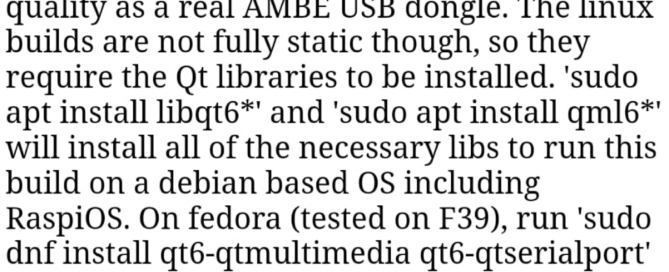 quality as a real AMBE USB dongle. The linux
builds are not fully static though, so they
require the Qt libraries to be installed. 'sudo
apt install libqt6*' and 'sudo apt install qml6*'
will install all of the necessary libs to run this
build on a debian based OS including
RaspiOS. On fedora (tested on F39), run 'sudo
dnf install qt6-qtmultimedia qt6-qtserialport'